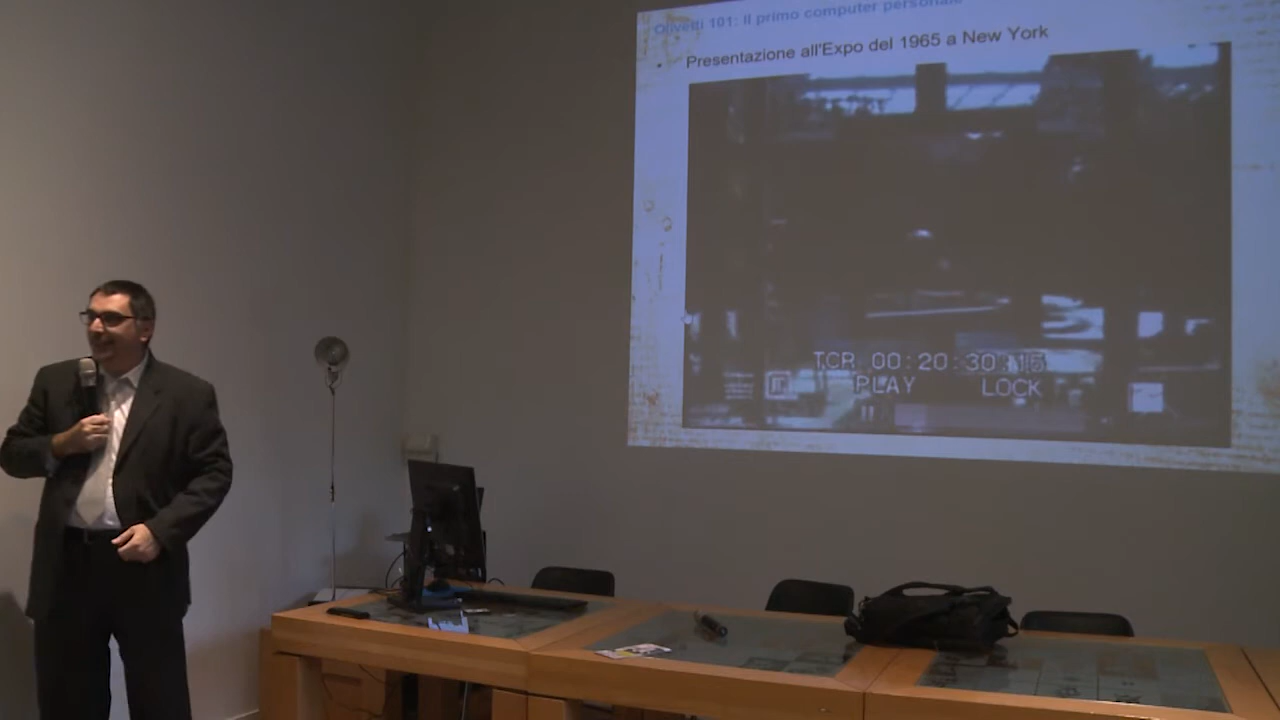 Olivetti 101: Il primo computer personale
• Presentazione all'Expo del 1965 a New York
TCR 00:20:30:15
PLAY LOCK